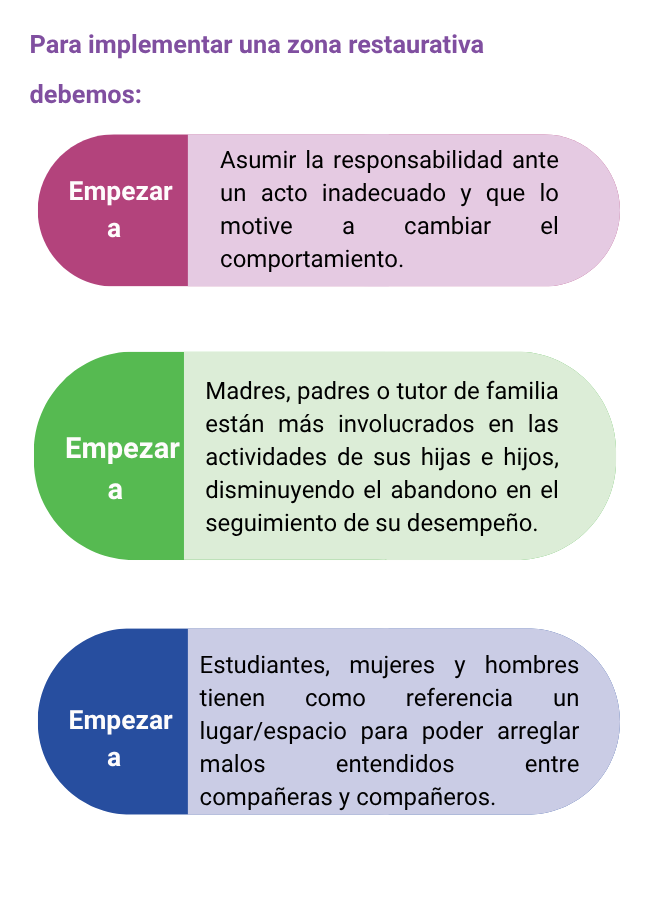 Para implementar una zona restaurativa
debemos:
Empezar
a
Asumir la responsabilidad ante
un acto inadecuado y que lo
motive a cambiar el
comportamiento.
Empezar
a
Madres, padres o tutor de familia
están más involucrados en las
actividades de sus hijas e hijos,
disminuyendo el abandono en el
seguimiento de su desempeño.
Empezar
a
Estudiantes, mujeres y hombres
tienen como referencia un
lugar/espacio para poder arreglar
malos entendidos entre
compañeras y compañeros.